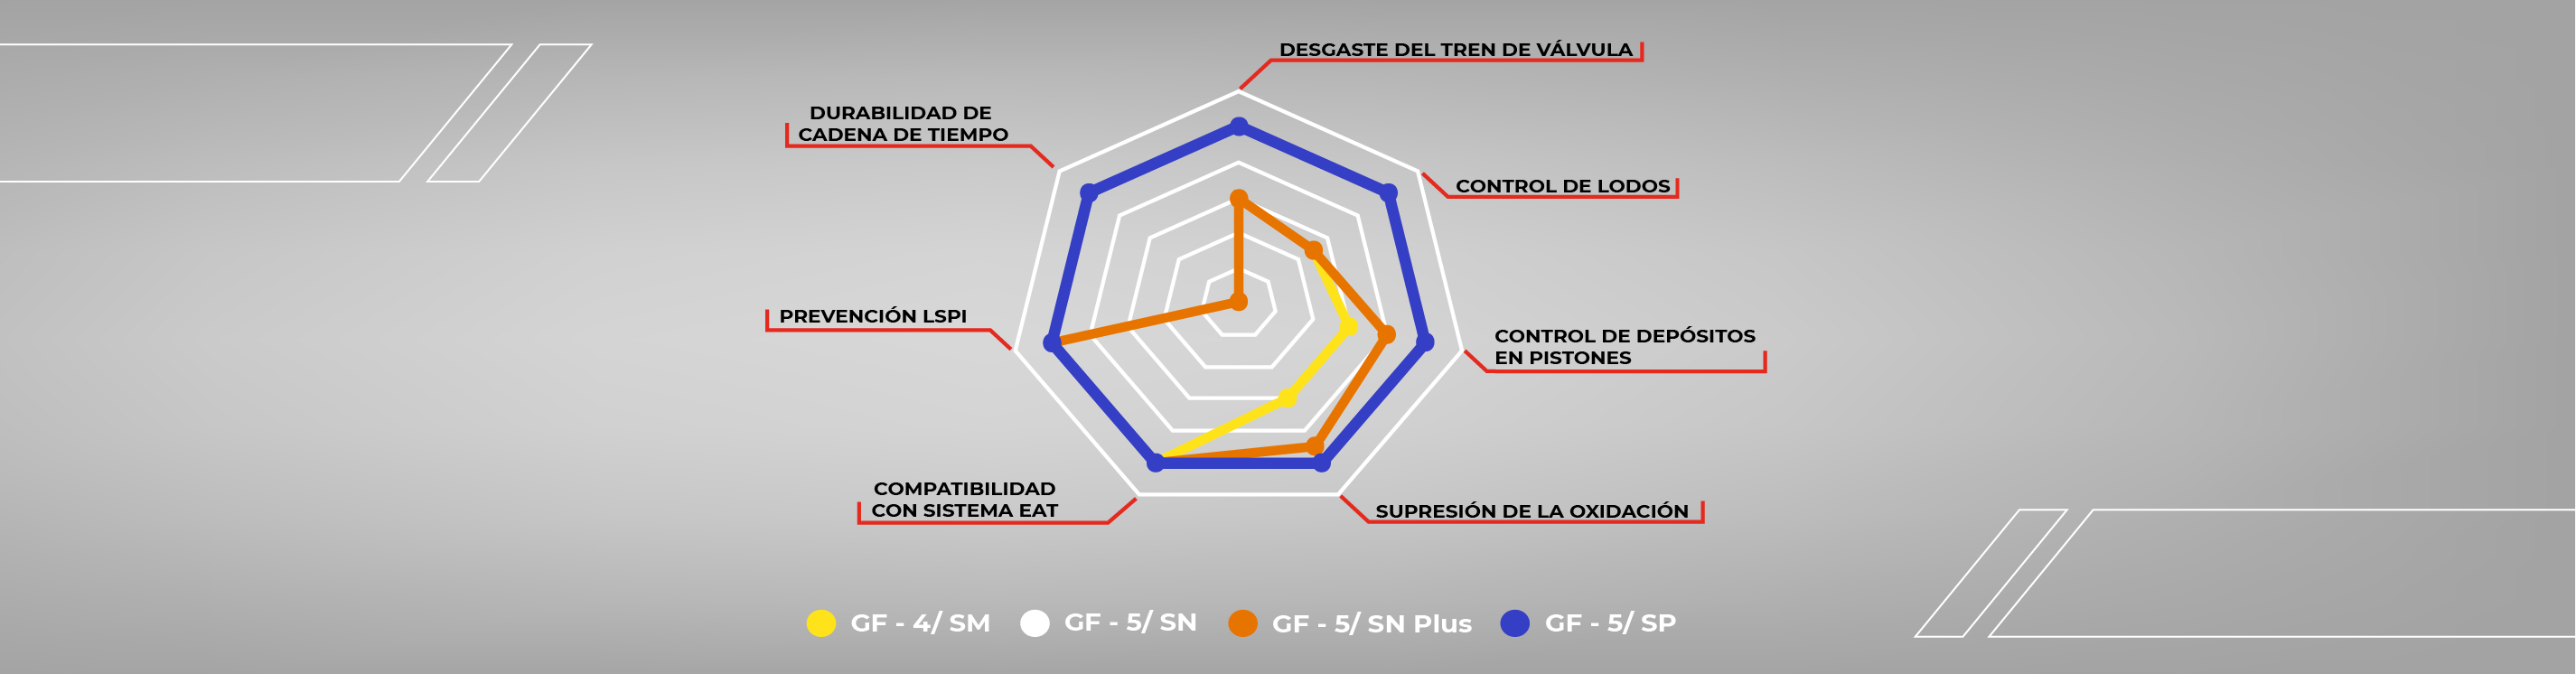 DESGASTE DEL TREN DE VÁLVULA
DURABILIDAD DE
CADENA DE TIEMPO
CONTROL DE LODOS
PREVENCIÓN LSPI
CONTROL DE DEPÓSITOS
EN PISTONES
COMPATIBILIDAD
CON SISTEMA EAT
SUPRESIÓN DE LA OXIDACIÓN
GF - 4/ SM
GF - 5/ SN
GF - 5/ SN Plus
GF - 5/ SP